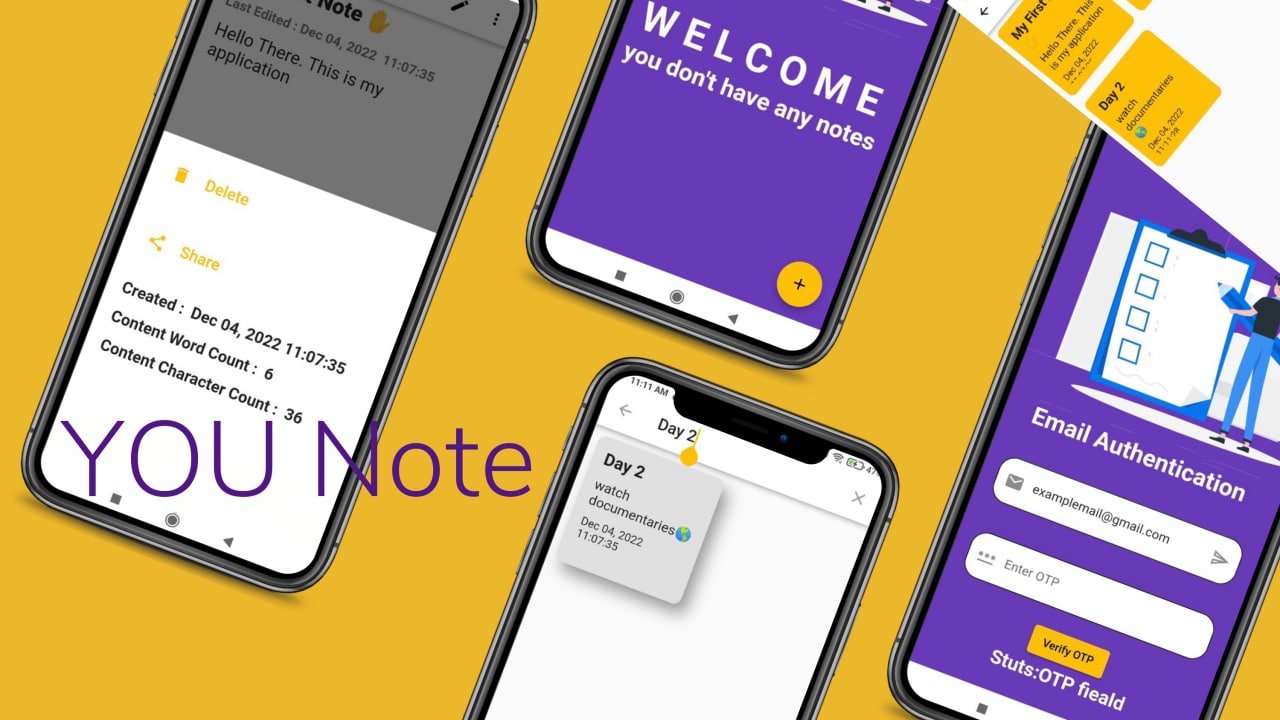 t Note 🤚
Last Edited : Dec 04, 2022 11:07:35
Hello There. This is my
application
Delete
Share
Created : Dec 04, 2022 11:07:35
Content Word Count : 6
Content Character Count : 36
YOU Note
WELCOME
you don't have any notes
+
11:11 AM
Day 2
Day 2
watch
documentaries🌎
Dec 04, 2022
11:07:35
My First
Hello There. This
is my application
Dec 04, 2022
Day 2
watch
documentaries
🌎
Dec 04, 2022
Email Authentication
examplemail@gmail.com
Enter OTP
Verify OTP
Stuts:OTP fieald